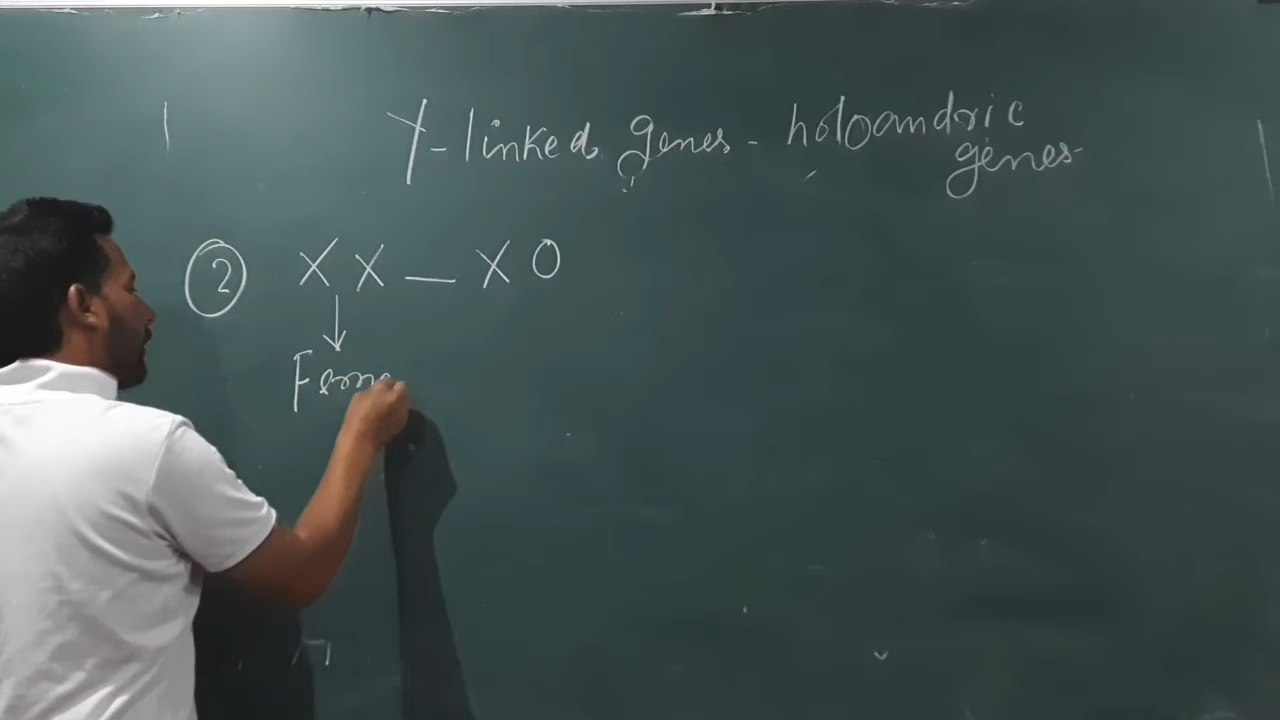 Y-linked genes - holoandric
genes-
2 XX — XO
Fem